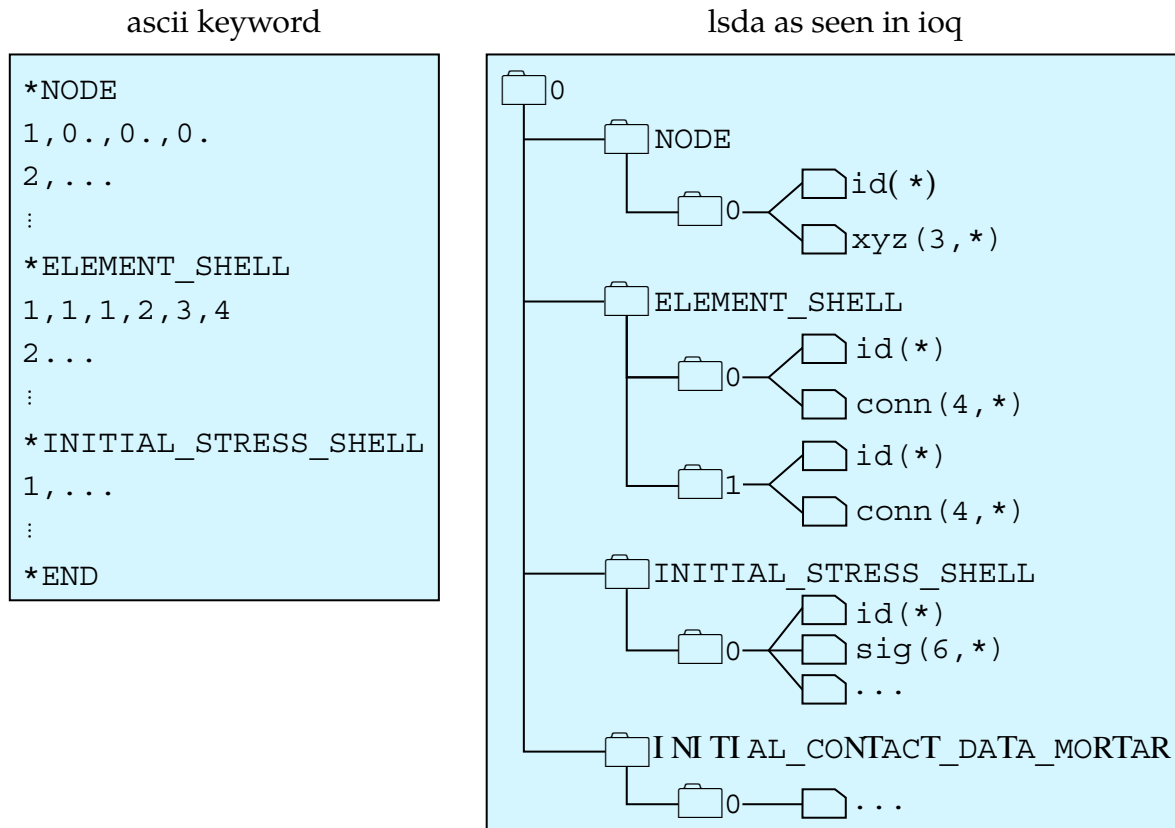 ascii keyword
*NODE
1,0.,0.,0.
2,...
⋮
*ELEMENT_SHELL
1,1,1,2,3,4
2...
⋮
*INITIAL_STRESS_SHELL
1,...
⋮
*END
lsda as seen in ioq
0
NODE
0
id(*)
xyz(3,*)
ELEMENT_SHELL
0
id(*)
conn(4,*)
1
id(*)
conn(4,*)
INITIAL_STRESS_SHELL
0
id(*)
sig(6,*)
...
INITIAL_CONTACT_DATA_MORTAR
0
...